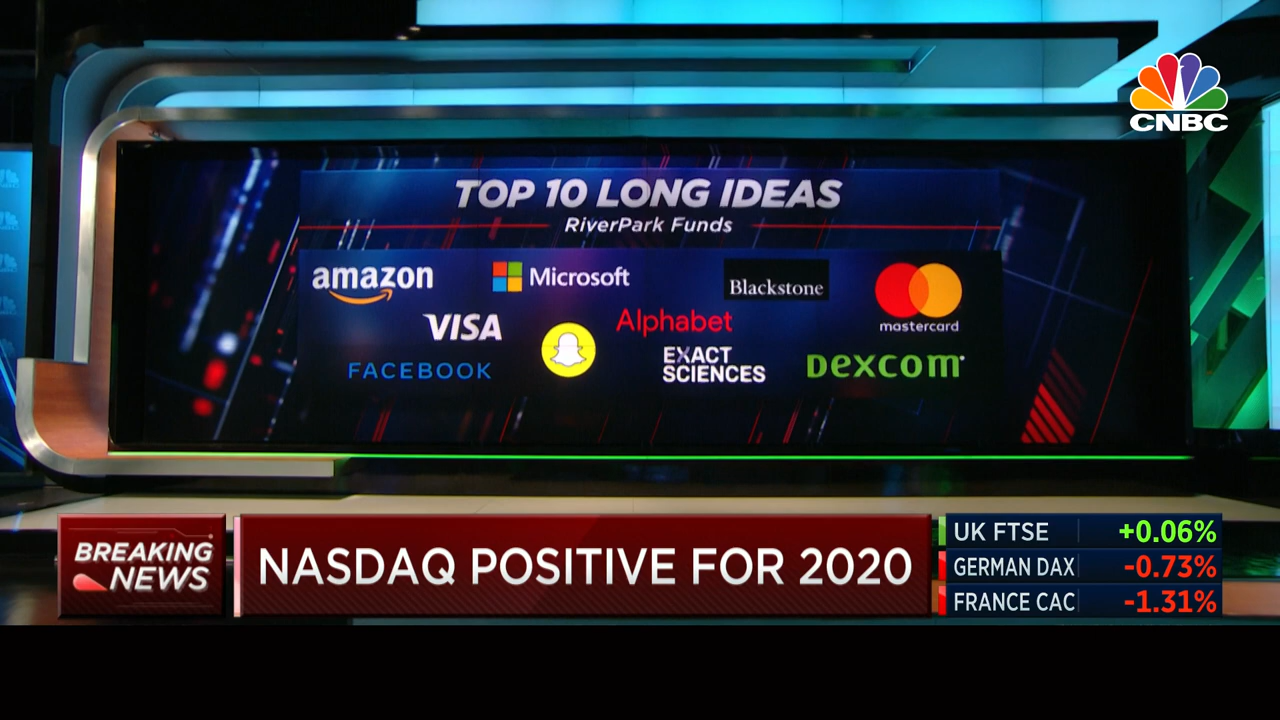 CNBC
TOP 10 LONG IDEAS
RiverPark Funds
amazon
Microsoft
Blackstone
mastercard
VISA
Alphabet
FACEBOOK
EXACT
SCIENCES
DEXCOM
BREAKING
NEWS
NASDAQ POSITIVE FOR 2020
UK FTSE +0.06%
GERMAN DAX -0.73%
FRANCE CAC -1.31%